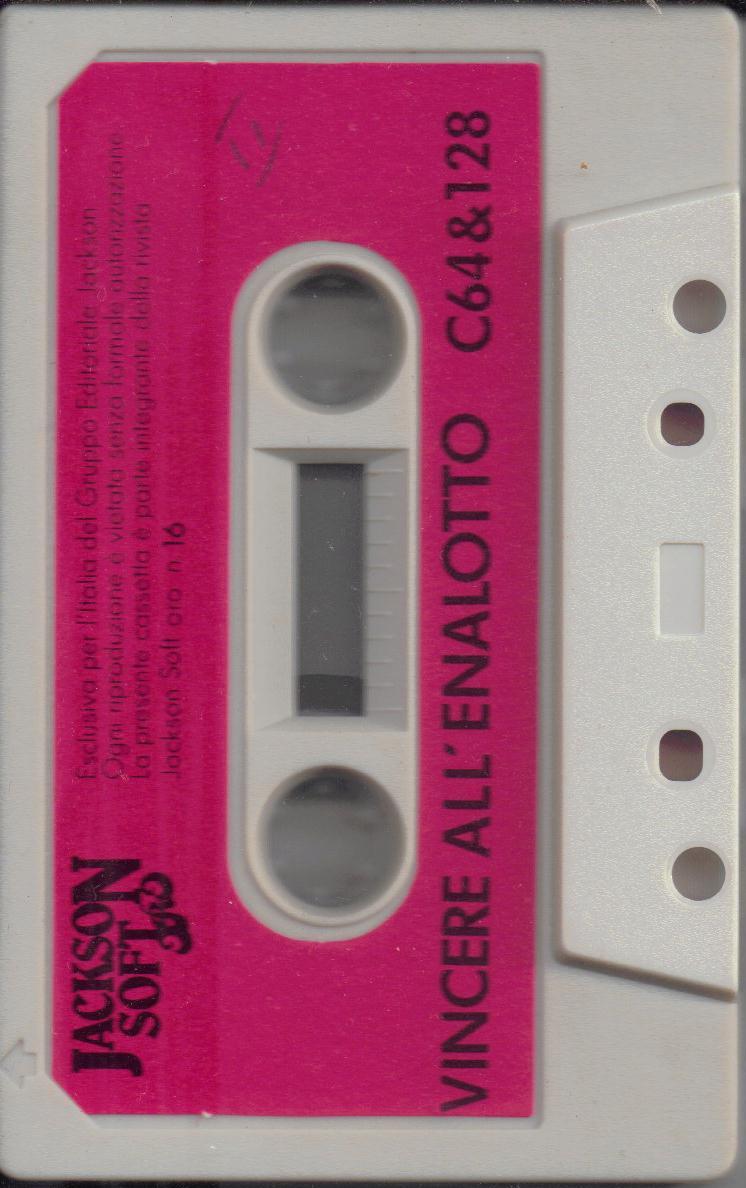 JACKSON
SOFT oro
Esclusiva per l'Italia del Gruppo Editoriale Jackson
Ogni riproduzione è vietata senza formale autorizzazione
La presente cassetta è parte integrante della rivista
Jackson Soft oro n. 16
VINCERE ALL'ENALOTTO C64&128